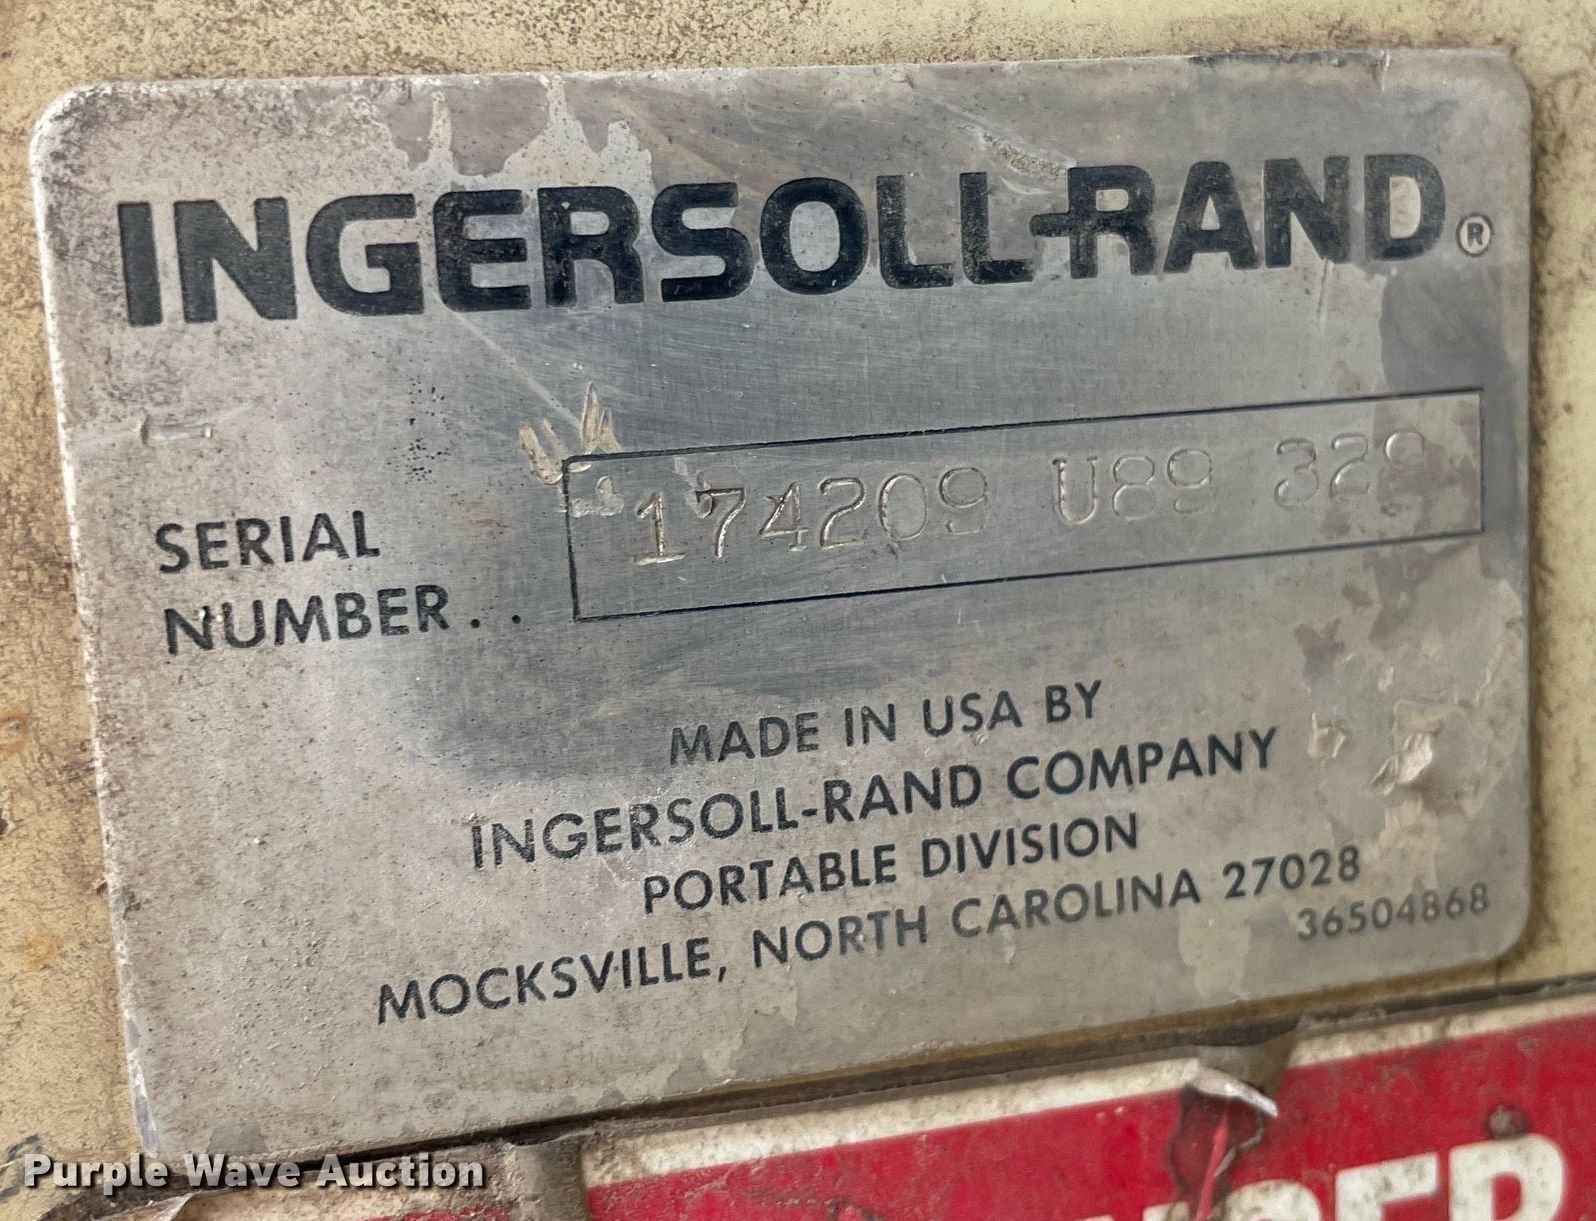 INGERSOLL-RAND®
SERIAL
NUMBER . .
174209 U89 329
MADE IN USA BY
INGERSOLL-RAND COMPANY
PORTABLE DIVISION
MOCKSVILLE, NORTH CAROLINA 27028
36504868
Purple Wave Auction